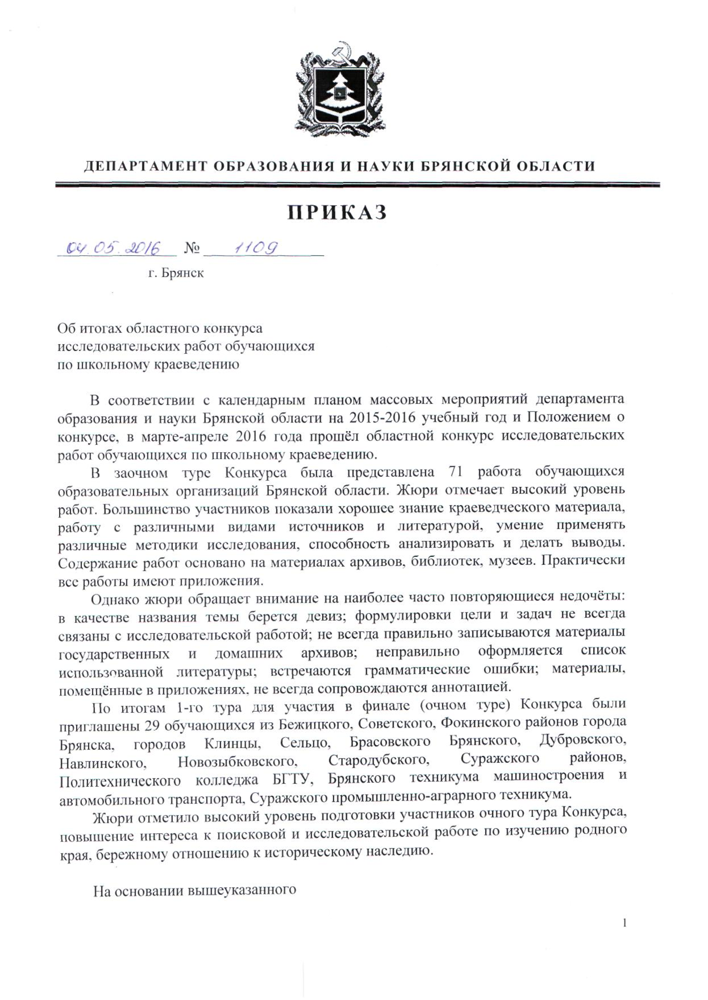 ДЕПАРТАМЕНТ ОБРАЗОВАНИЯ И НАУКИ БРЯНСКОЙ ОБЛАСТИ
ПРИКАЗ
04.05.2016 № 1109
г. Брянск
Об итогах областного конкурса
исследовательских работ обучающихся
по школьному краеведению
В соответствии с календарным планом массовых мероприятий департамента
образования и науки Брянской области на 2015-2016 учебный год и Положением о
конкурсе, в марте-апреле 2016 года прошёл областной конкурс исследовательских
работ обучающихся по школьному краеведению.
В заочном туре Конкурса была представлена 71 работа обучающихся
образовательных организаций Брянской области. Жюри отмечает высокий уровень
работ. Большинство участников показали хорошее знание краеведческого материала,
работу с различными видами источников и литературой, умение применять
различные методики исследования, способность анализировать и делать выводы.
Содержание работ основано на материалах архивов, библиотек, музеев. Практически
все работы имеют приложения.
Однако жюри обращает внимание на наиболее часто повторяющиеся недочёты:
в качестве названия темы берется девиз; формулировки цели и задач не всегда
связаны с исследовательской работой; не всегда правильно записываются материалы
государственных и домашних архивов; неправильно оформляется список
использованной литературы; встречаются грамматические ошибки; материалы,
помещённые в приложениях, не всегда сопровождаются аннотацией.
По итогам 1-го тура для участия в финале (очном туре) Конкурса были
приглашены 29 обучающихся из Бежицкого, Советского, Фокинского районов города
Брянска, городов Клинцы, Сельцо, Брасовского Брянского, Дубровского,
Навлинского, Новозыбковского, Стародубского, Суражского районов,
Политехнического колледжа БГТУ, Брянского техникума машиностроения и
автомобильного транспорта, Суражского промышленно-аграрного техникума.
Жюри отметило высокий уровень подготовки участников очного тура Конкурса,
повышение интереса к поисковой и исследовательской работе по изучению родного
края, бережному отношению к историческому наследию.
На основании вышеуказанного
1